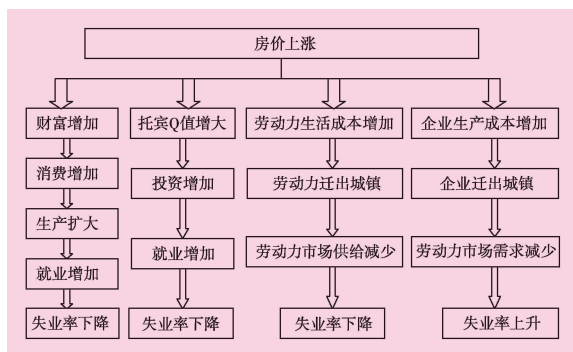 房价上涨
财富增加
托宾Q值增大
劳动力生活成本增加
企业生产成本增加
消费增加
投资增加
劳动力迁出城镇
企业迁出城镇
生产扩大
就业增加
劳动力市场供给减少
劳动力市场需求减少
就业增加
失业率下降
失业率下降
失业率下降
失业率上升